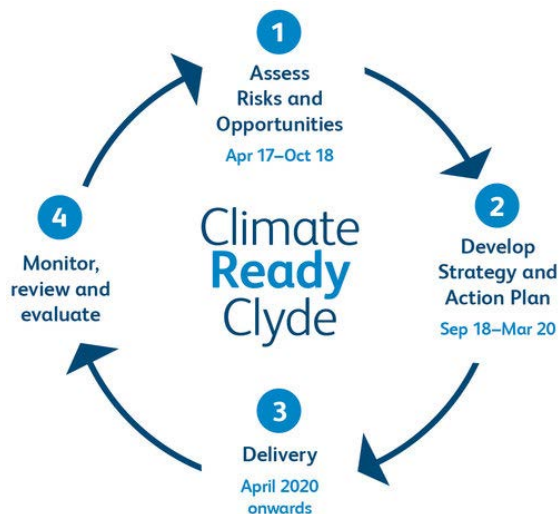 1
Assess
Risks and
Opportunities
Apr 17–Oct 18
2
Develop
Strategy and
Action Plan
Sep 18–Mar 20
3
Delivery
April 2020
onwards
4
Monitor,
review and
evaluate
Climate
Ready
Clyde